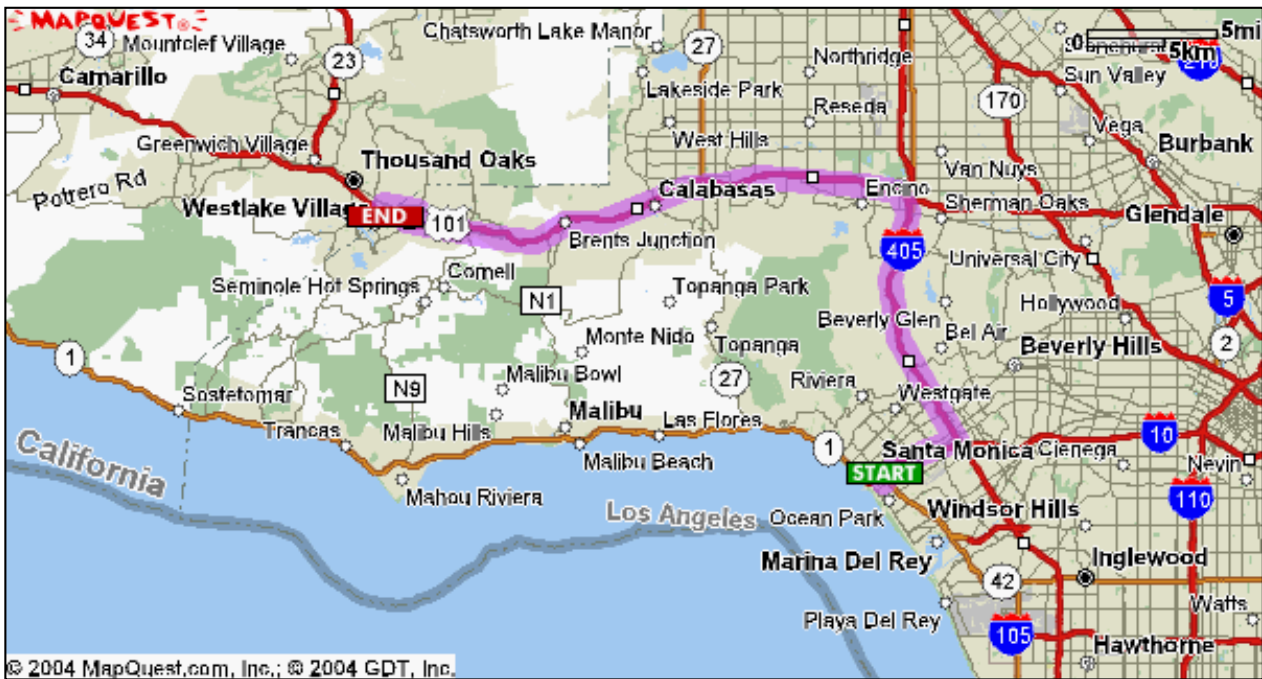 MAPQUEST®
34
Mountclef Village
Chatsworth Lake Manor
27
0
5mi
5km
23
Northridge
Sun Valley
Camarillo
Lakeside Park
170
Reseda
Vega
Greenwich Village
West Hills
Burbank
Thousand Oaks
Van Nuys
Potrero Rd
Calabasas
Encino
Sherman Oaks
Westlake Village
END
101
Glendale
Brents Junction
405
Universal City
Cornell
Seminole Hot Springs
N1
Topanga Park
Hollywood
5
Beverly Glen
Bel Air
2
1
Monte Nido
Topanga
Beverly Hills
Malibu Bowl
27
Riviera
N9
Westgate
Sostetomar
Malibu
Las Flores
Trancas
Malibu Hills
1
Santa Monica
Cienega
10
California
Malibu Beach
START
Nevin
Mahou Riviera
110
Los Angeles
Ocean Park
Windsor Hills
Marina Del Rey
Inglewood
42
Watts
Playa Del Rey
105
Hawthorne
© 2004 MapQuest.com, Inc.; © 2004 GDT, Inc.